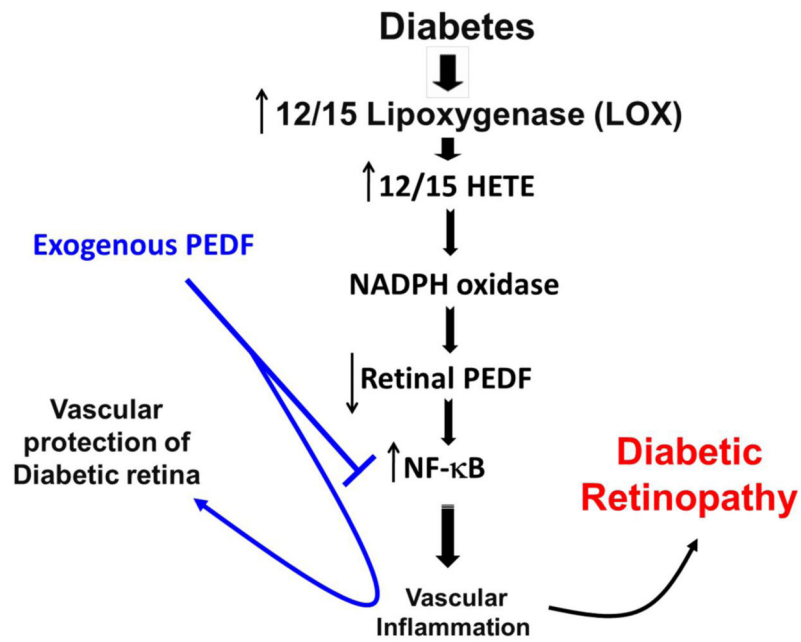 Diabetes
↑ 12/15 Lipoxygenase (LOX)
↑ 12/15 HETE
Exogenous PEDF
NADPH oxidase
↓ Retinal PEDF
Vascular
protection of
Diabetic retina
↑ NF-κB
Diabetic
Retinopathy
Vascular
Inflammation